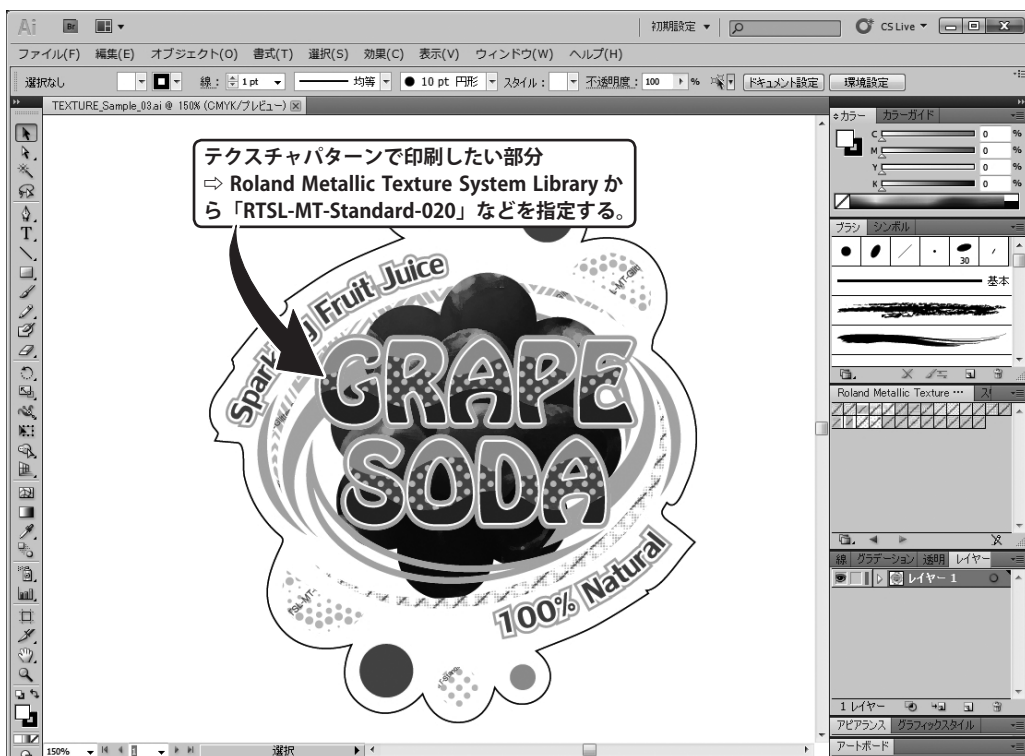 Ai Br 初期設定 CS Live
ファイル(F) 編集(E) オブジェクト(O) 書式(T) 選択(S) 効果(C) 表示(V) ウィンドウ(W) ヘルプ(H)
選択なし 線 : 1 pt 均等 10 pt 円形 スタイル : 不透明度 : 100 % ドキュメント設定 環境設定
TEXTURE_Sample_03.ai @ 150% (CMYK/プレビュー)
テクスチャパターンで印刷したい部分
⇨ Roland Metallic Texture System Library か
ら「RTSL-MT-Standard-020」などを指定する。
Fruit Juice
GRAPE
SODA
100% Natural
カラー カラーガイド
C 0 %
M 0 %
Y 0 %
K 0 %
ブラシ シンボル
30
基本
Roland Metallic Texture ...
線 グラデーション 透明 レイヤー
レイヤー 1
1 レイヤー
アピアランス グラフィックスタイル
アートボード
150% 1 選択